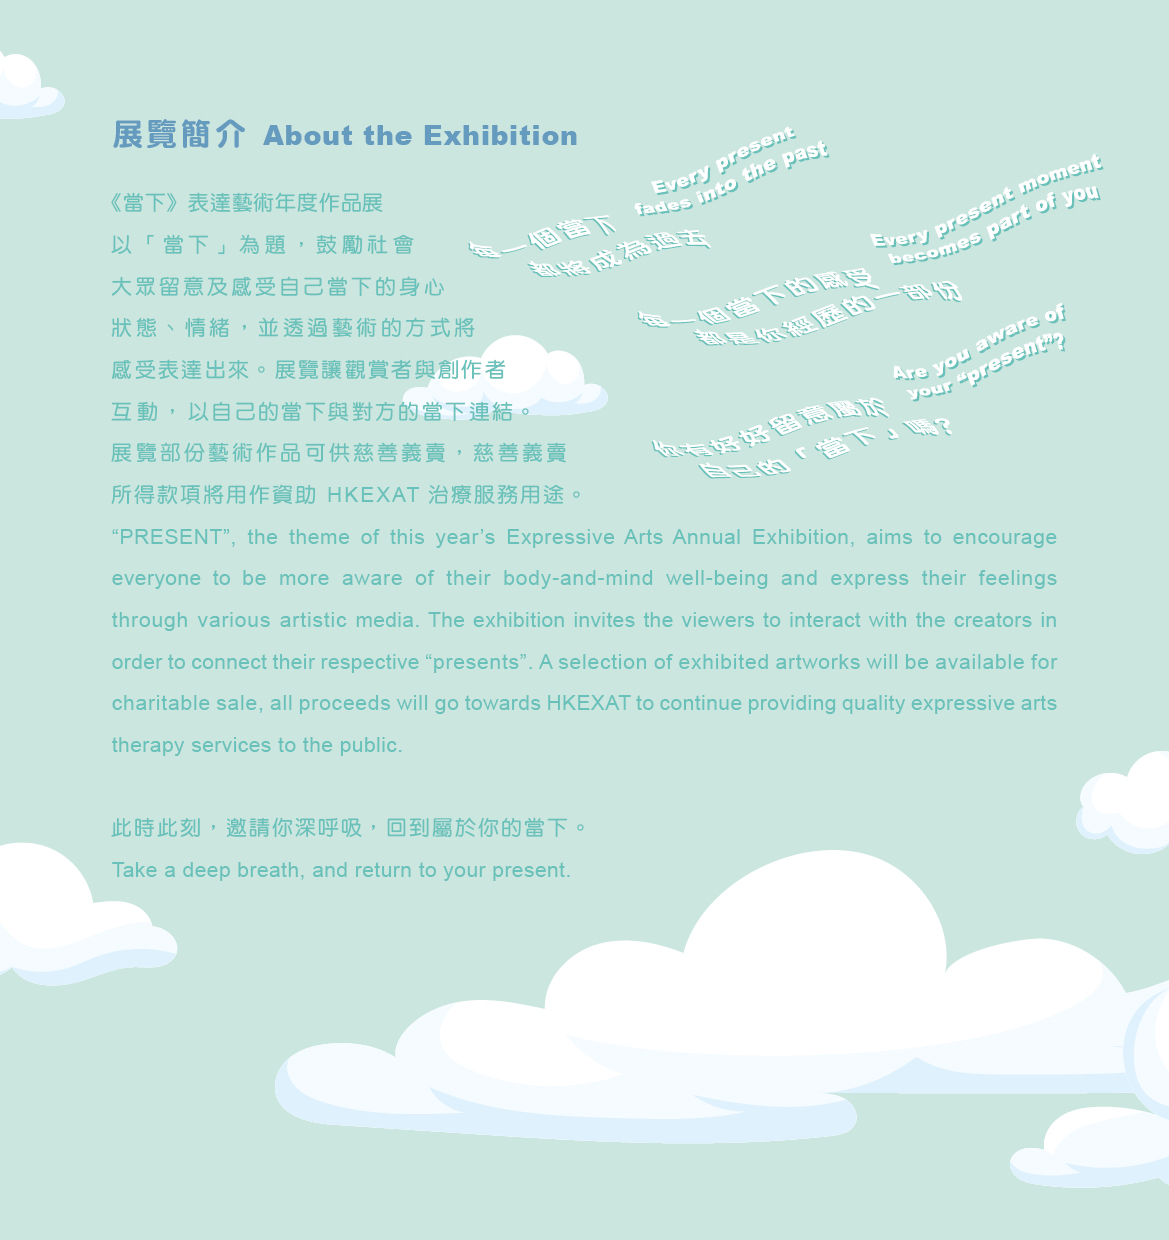 展覽簡介 About the Exhibition
《當下》表達藝術年度作品展
以「當下」為題，鼓勵社會
大眾留意及感受自己當下的身心
狀態、情緒，並透過藝術的方式將
感受表達出來。展覽讓觀賞者與創作者
互動，以自己的當下與對方的當下連結。
展覽部份藝術作品可供慈善義賣，慈善義賣
所得款項將用作資助 HKEXAT 治療服務用途。
Every present
fades into the past
每一個當下
都將成為過去
Every present moment
becomes part of you
每一個當下的感受
都是你經歷的一部份
Are you aware of
your “present”?
你有好好留意屬於
自己的「當下」嗎?
“PRESENT”, the theme of this year’s Expressive Arts Annual Exhibition, aims to encourage
everyone to be more aware of their body-and-mind well-being and express their feelings
through various artistic media. The exhibition invites the viewers to interact with the creators in
order to connect their respective “presents”. A selection of exhibited artworks will be available for
charitable sale, all proceeds will go towards HKEXAT to continue providing quality expressive arts
therapy services to the public.
此時此刻，邀請你深呼吸，回到屬於你的當下。
Take a deep breath, and return to your present.